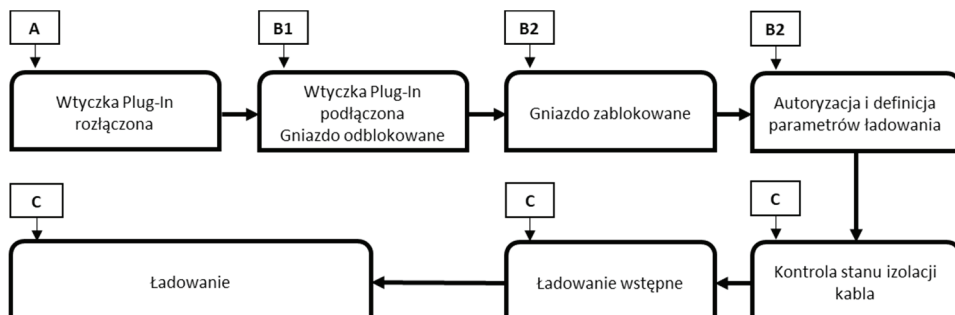 A
B1
B2
B2
Wtyczka Plug-In
rozłączona
Wtyczka Plug-In
podłączona
Gniazdo odblokowane
Gniazdo zablokowane
Autoryzacja i definicja
parametrów ładowania
C
C
C
Ładowanie
Ładowanie wstępne
Kontrola stanu izolacji
kabla